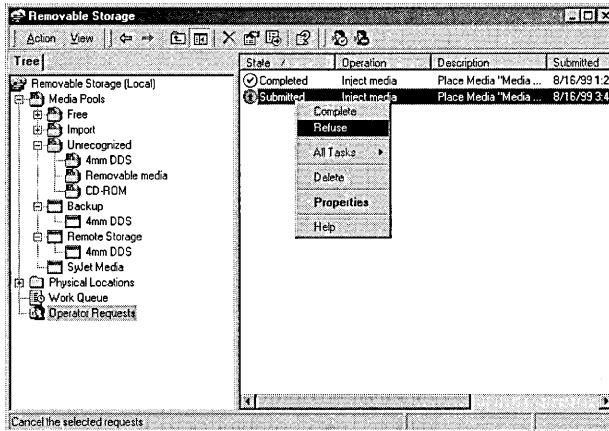 Removable Storage
Action View
Tree
Removable Storage (Local)
Media Pools
Free
Import
Unrecognized
4mm DDS
Removable media
CD-ROM
Backup
4mm DDS
Remote Storage
4mm DDS
SyJet Media
Physical Locations
Work Queue
Operator Requests
State Operation Description Submitted
Completed Inject media Place Media "Media ... 8/16/99 1:2
Submitted Inject media Place Media "Media ... 8/16/99 3:4
Complete
Refuse
All Tasks
Delete
Properties
Help
Cancel the selected requests